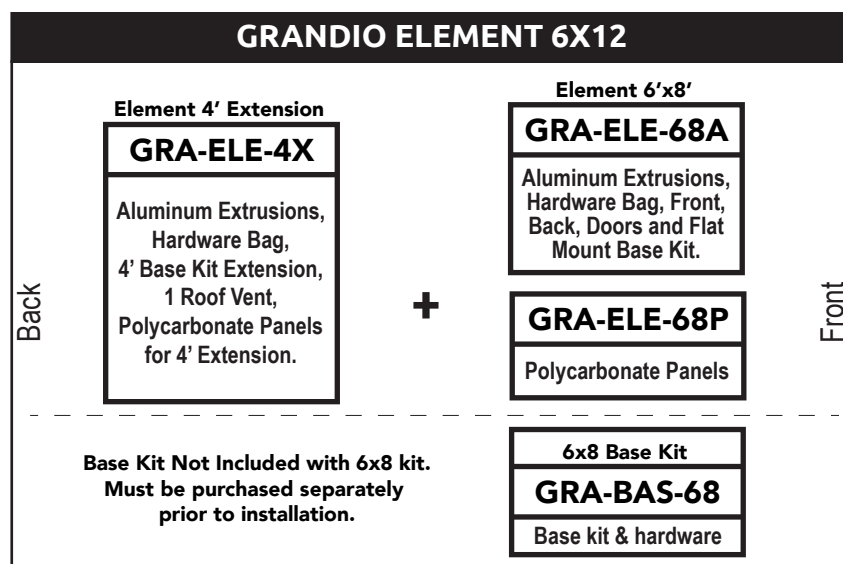 GRANDIO ELEMENT 6X12
Back
Element 4' Extension
GRA-ELE-4X
Aluminum Extrusions,
Hardware Bag,
4' Base Kit Extension,
1 Roof Vent,
Polycarbonate Panels
for 4' Extension.
+
Element 6'x8'
GRA-ELE-68A
Aluminum Extrusions,
Hardware Bag, Front,
Back, Doors and Flat
Mount Base Kit.
GRA-ELE-68P
Polycarbonate Panels
Front
Base Kit Not Included with 6x8 kit.
Must be purchased separately
prior to installation.
6x8 Base Kit
GRA-BAS-68
Base kit & hardware